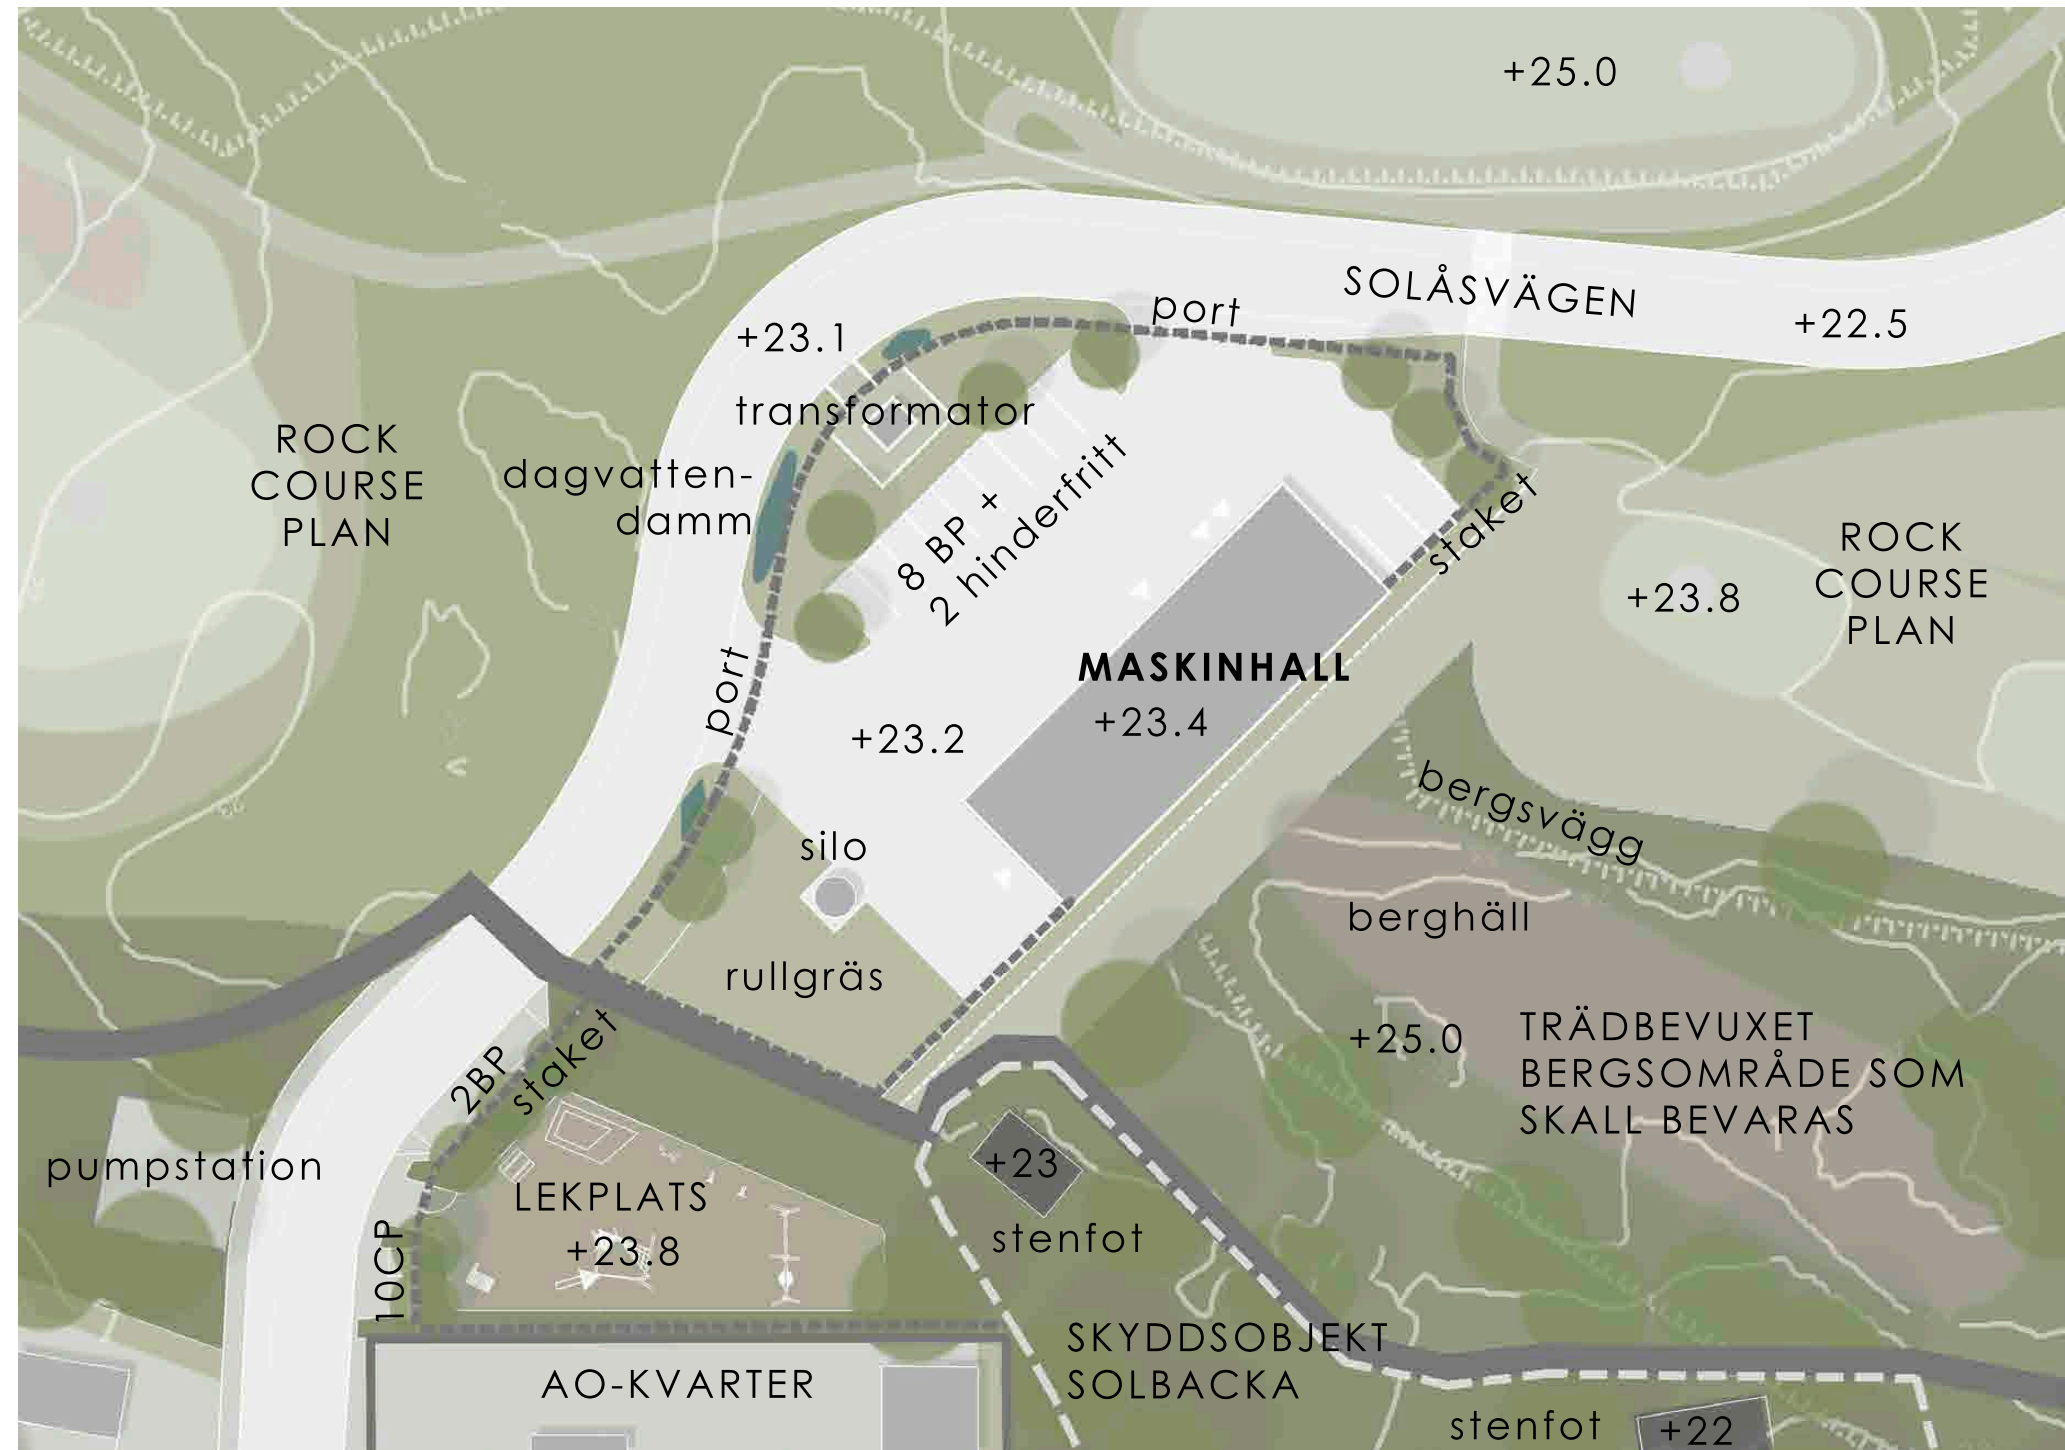 +25.0
SOLÅSVÄGEN
port
+22.5
+23.1
transformator
ROCK
COURSE
PLAN
dagvatten-
damm
8 BP +
2 hinderfritt
staket
ROCK
COURSE
PLAN
+23.8
port
MASKINHALL
+23.4
+23.2
bergsvägg
silo
berghäll
rullgräs
+25.0
TRÄDBEVUXET
BERGSOMRÅDE SOM
SKALL BEVARAS
2BP
staket
pumpstation
LEKPLATS
+23.8
+23
stenfot
10CP
SKYDDSOBJEKT
SOLBACKA
AO-KVARTER
stenfot
+22